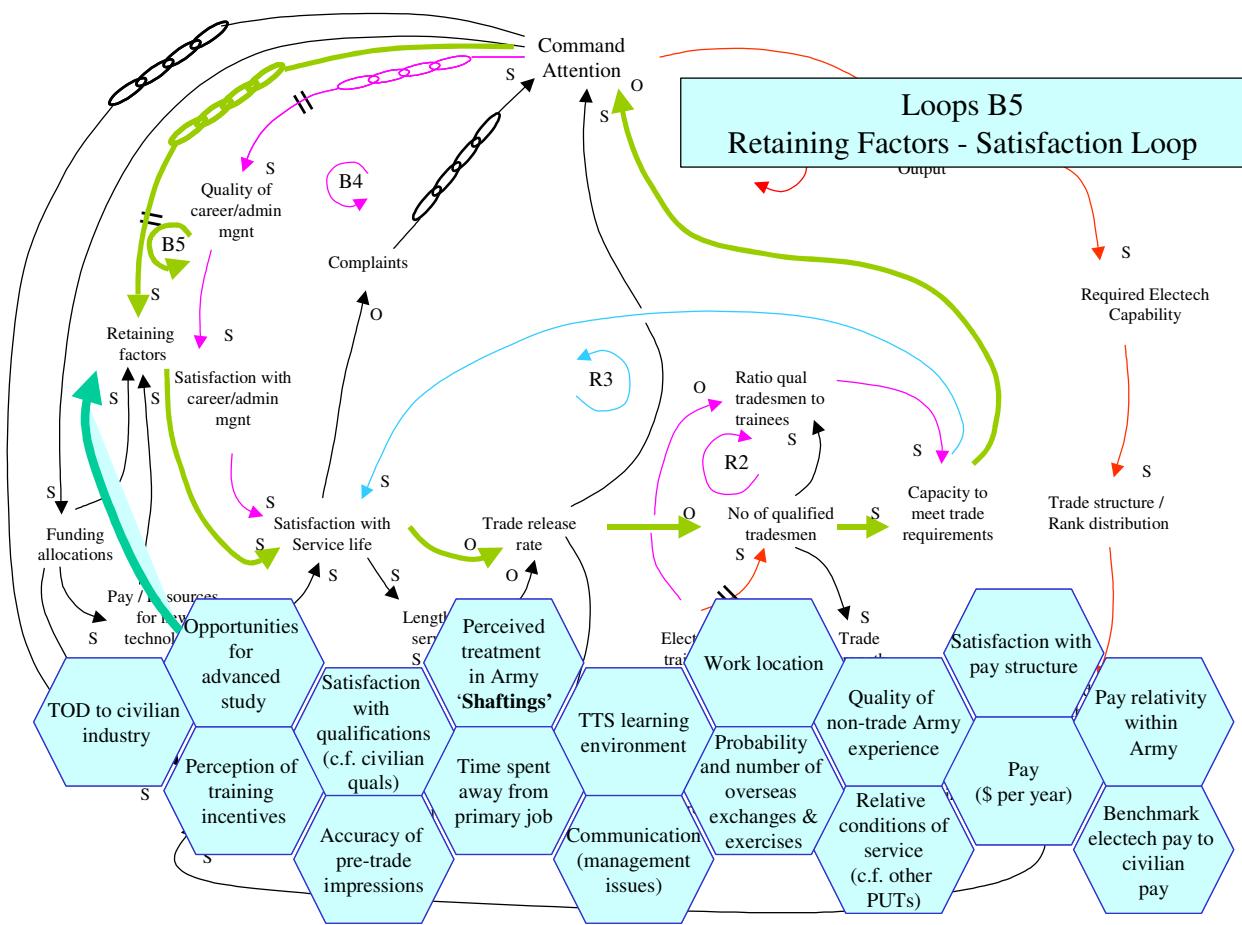 Command
Attention
Loops B5
Retaining Factors - Satisfaction Loop
Output
S
O
S
S
S
Quality of
career/admin
mgnt
B4
B5
Complaints
S
Required Electech
Capability
S
O
Retaining
factors
S
S
S
Satisfaction with
career/admin
mgnt
R3
O
Ratio qual
tradesmen to
trainees
S
R2
S
S
S
S
Funding
allocations
S
Satisfaction with
Service life
O
Trade release
rate
O
No of qualified
tradesmen
S
Capacity to
meet trade
requirements
Trade structure /
Rank distribution
S
S
O
S
S
S
Pay /
for
S
S
Trade
Opportunities
for
advanced
study
Perceived
treatment
in Army
‘Shaftings’
Work location
Satisfaction with
pay structure
TOD to civilian
industry
Satisfaction
with
qualifications
(c.f. civilian
quals)
TTS learning
environment
Quality of
non-trade Army
experience
Pay relativity
within
Army
Perception of
training
incentives
Time spent
away from
primary job
Probability
and number of
overseas
exchanges &
exercises
Pay
($ per year)
S
S
Accuracy of
pre-trade
impressions
Communication
(management
issues)
Relative
conditions of
service
(c.f. other
PUTs)
Benchmark
electech pay to
civilian
pay